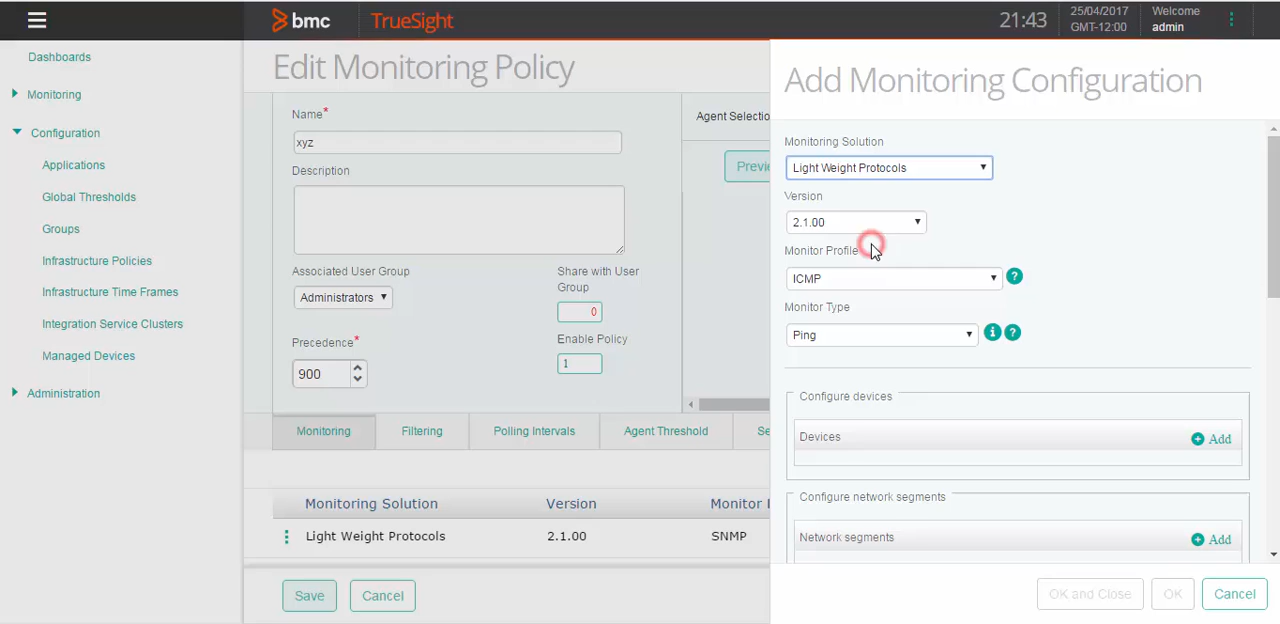 bmc
TrueSight
21:43
25/04/2017
GMT-12:00
Welcome
admin
Dashboards
Monitoring
Configuration
Applications
Global Thresholds
Groups
Infrastructure Policies
Infrastructure Time Frames
Integration Service Clusters
Managed Devices
Administration
Edit Monitoring Policy
Name*
xyz
Description
Associated User Group
Administrators
Share with User
Group
0
Precedence*
900
Enable Policy
1
Agent Selectio
Previe
Monitoring
Filtering
Polling Intervals
Agent Threshold
Se
Monitoring Solution
Version
Monitor
Light Weight Protocols
2.1.00
SNMP
Save
Cancel
Add Monitoring Configuration
Monitoring Solution
Light Weight Protocols
Version
2.1.00
Monitor Profile
ICMP
?
Monitor Type
Ping
i
?
Configure devices
Devices
Add
Configure network segments
Network segments
Add
OK and Close
OK
Cancel